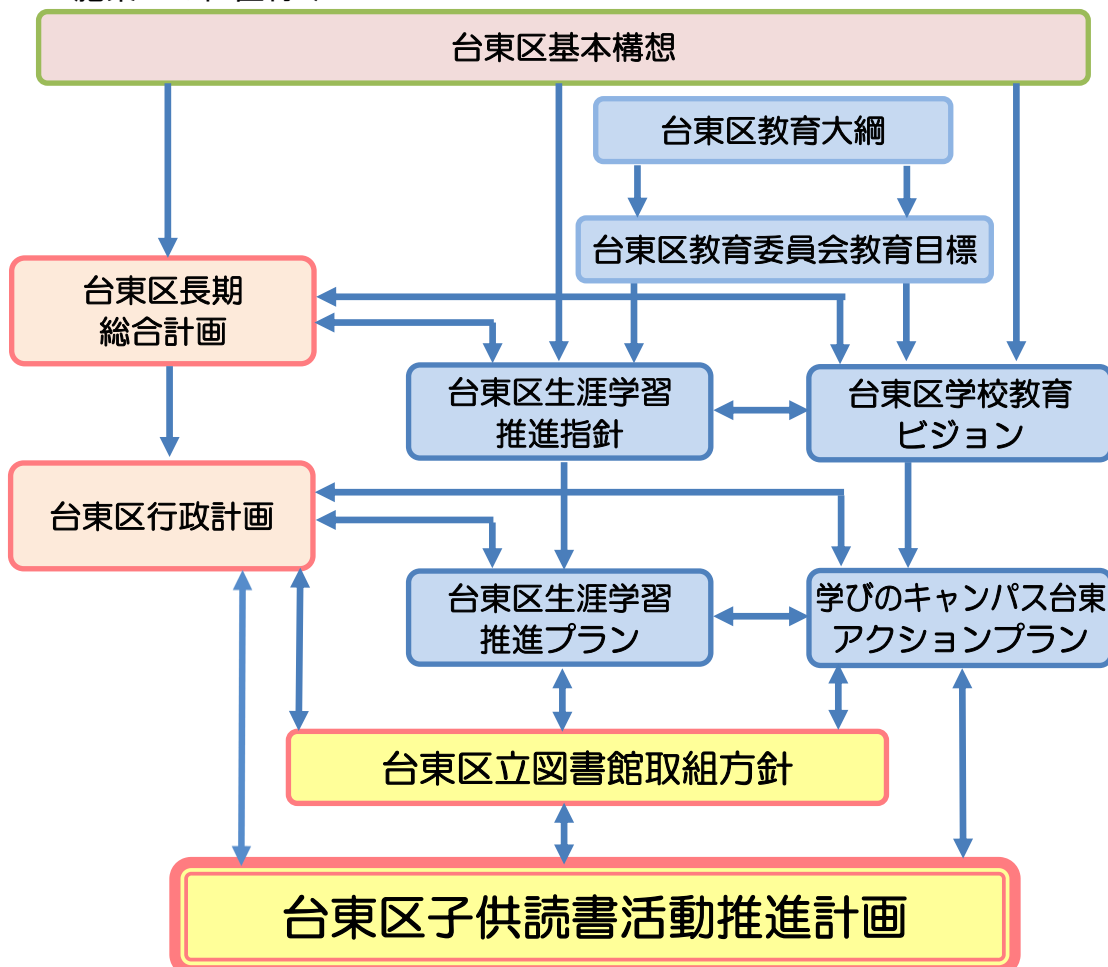 台東区基本構想
台東区教育大綱
台東区教育委員会教育目標
台東区長期
総合計画
台東区生涯学習
推進指針
台東区学校教育
ビジョン
台東区行政計画
台東区生涯学習
推進プラン
学びのキャンパス台東
アクションプラン
台東区立図書館取組方針
台東区子供読書活動推進計画